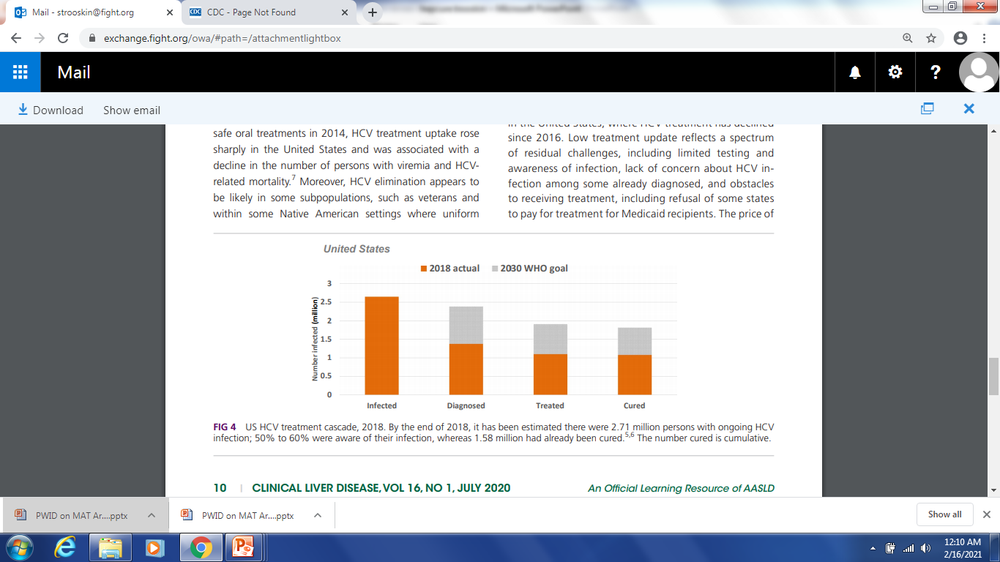 Mail - strooskin@fight.org
CDC - Page Not Found
exchange.fight.org/owa/#path=/attachmentlightbox
Mail
Download
Show email
safe oral treatments in 2014, HCV treatment uptake rose
sharply in the United States and was associated with a
decline in the number of persons with viremia and HCV-
related mortality.7 Moreover, HCV elimination appears to
be likely in some subpopulations, such as veterans and
within some Native American settings where uniform
in the United States, where HCV treatment has declined
since 2016. Low treatment update reflects a spectrum
of residual challenges, including limited testing and
awareness of infection, lack of concern about HCV in-
fection among some already diagnosed, and obstacles
to receiving treatment, including refusal of some states
to pay for treatment for Medicaid recipients. The price of
United States
2018 actual
2030 WHO goal
Number infected (million)
3
2.5
2
1.5
1
0.5
0
Infected
Diagnosed
Treated
Cured
FIG 4 US HCV treatment cascade, 2018. By the end of 2018, it has been estimated there were 2.71 million persons with ongoing HCV
infection; 50% to 60% were aware of their infection, whereas 1.58 million had already been cured.5,6 The number cured is cumulative.
10 | CLINICAL LIVER DISEASE, VOL 16, NO 1, JULY 2020
An Official Learning Resource of AASLD
PWID on MAT Ar....pptx
PWID on MAT Ar....pptx
Show all
12:10 AM
2/16/2021